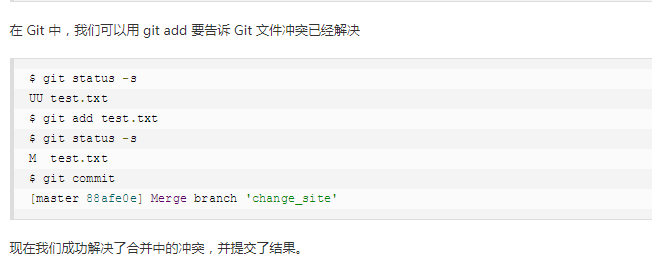 在 Git 中，我们可以用 git add 要告诉 Git 文件冲突已经解决
$ git status -s
UU test.txt
$ git add test.txt
$ git status -s
M  test.txt
$ git commit
[master 88afe0e] Merge branch 'change_site'
现在我们成功解决了合并中的冲突，并提交了结果。